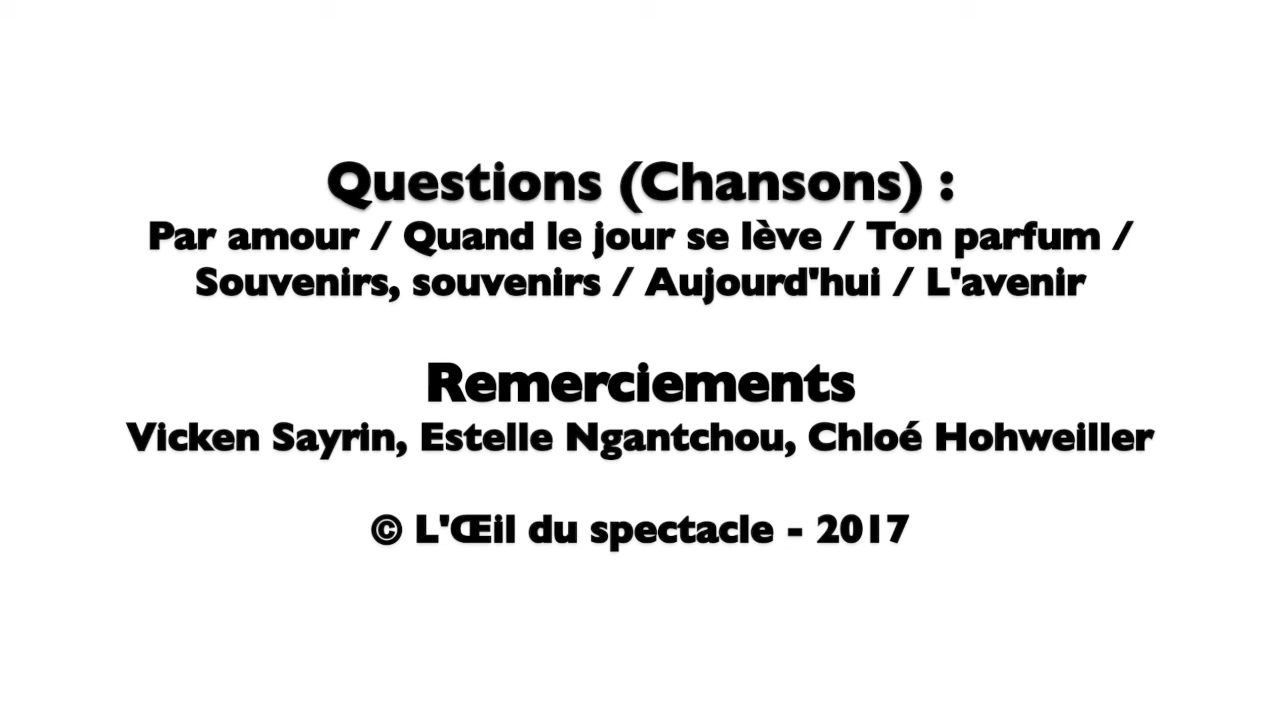 Questions (Chansons) :
Par amour / Quand le jour se lève / Ton parfum /
Souvenirs, souvenirs / Aujourd'hui / L'avenir
Remerciements
Vicken Sayrin, Estelle Ngantchou, Chloé Hohweiller
© L'Œil du spectacle - 2017